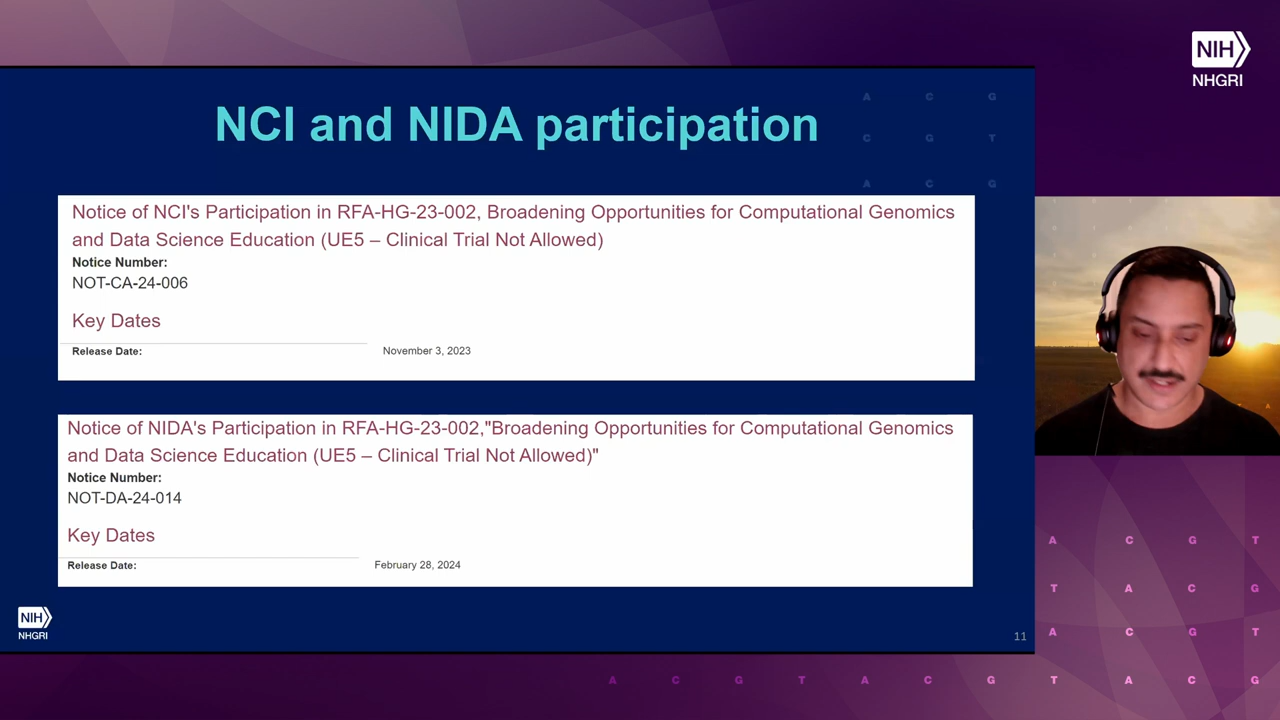 NIH
NHGRI
NCI and NIDA participation
A C G
C G T
A C G
Notice of NCI's Participation in RFA-HG-23-002, Broadening Opportunities for Computational Genomics
and Data Science Education (UE5 – Clinical Trial Not Allowed)
Notice Number:
NOT-CA-24-006
Key Dates
Release Date: November 3, 2023
Notice of NIDA's Participation in RFA-HG-23-002,"Broadening Opportunities for Computational Genomics
and Data Science Education (UE5 – Clinical Trial Not Allowed)"
Notice Number:
NOT-DA-24-014
Key Dates
Release Date: February 28, 2024
NIH
NHGRI
11
A C G T
T A C G
A C G T
A C G T A C G T A C G